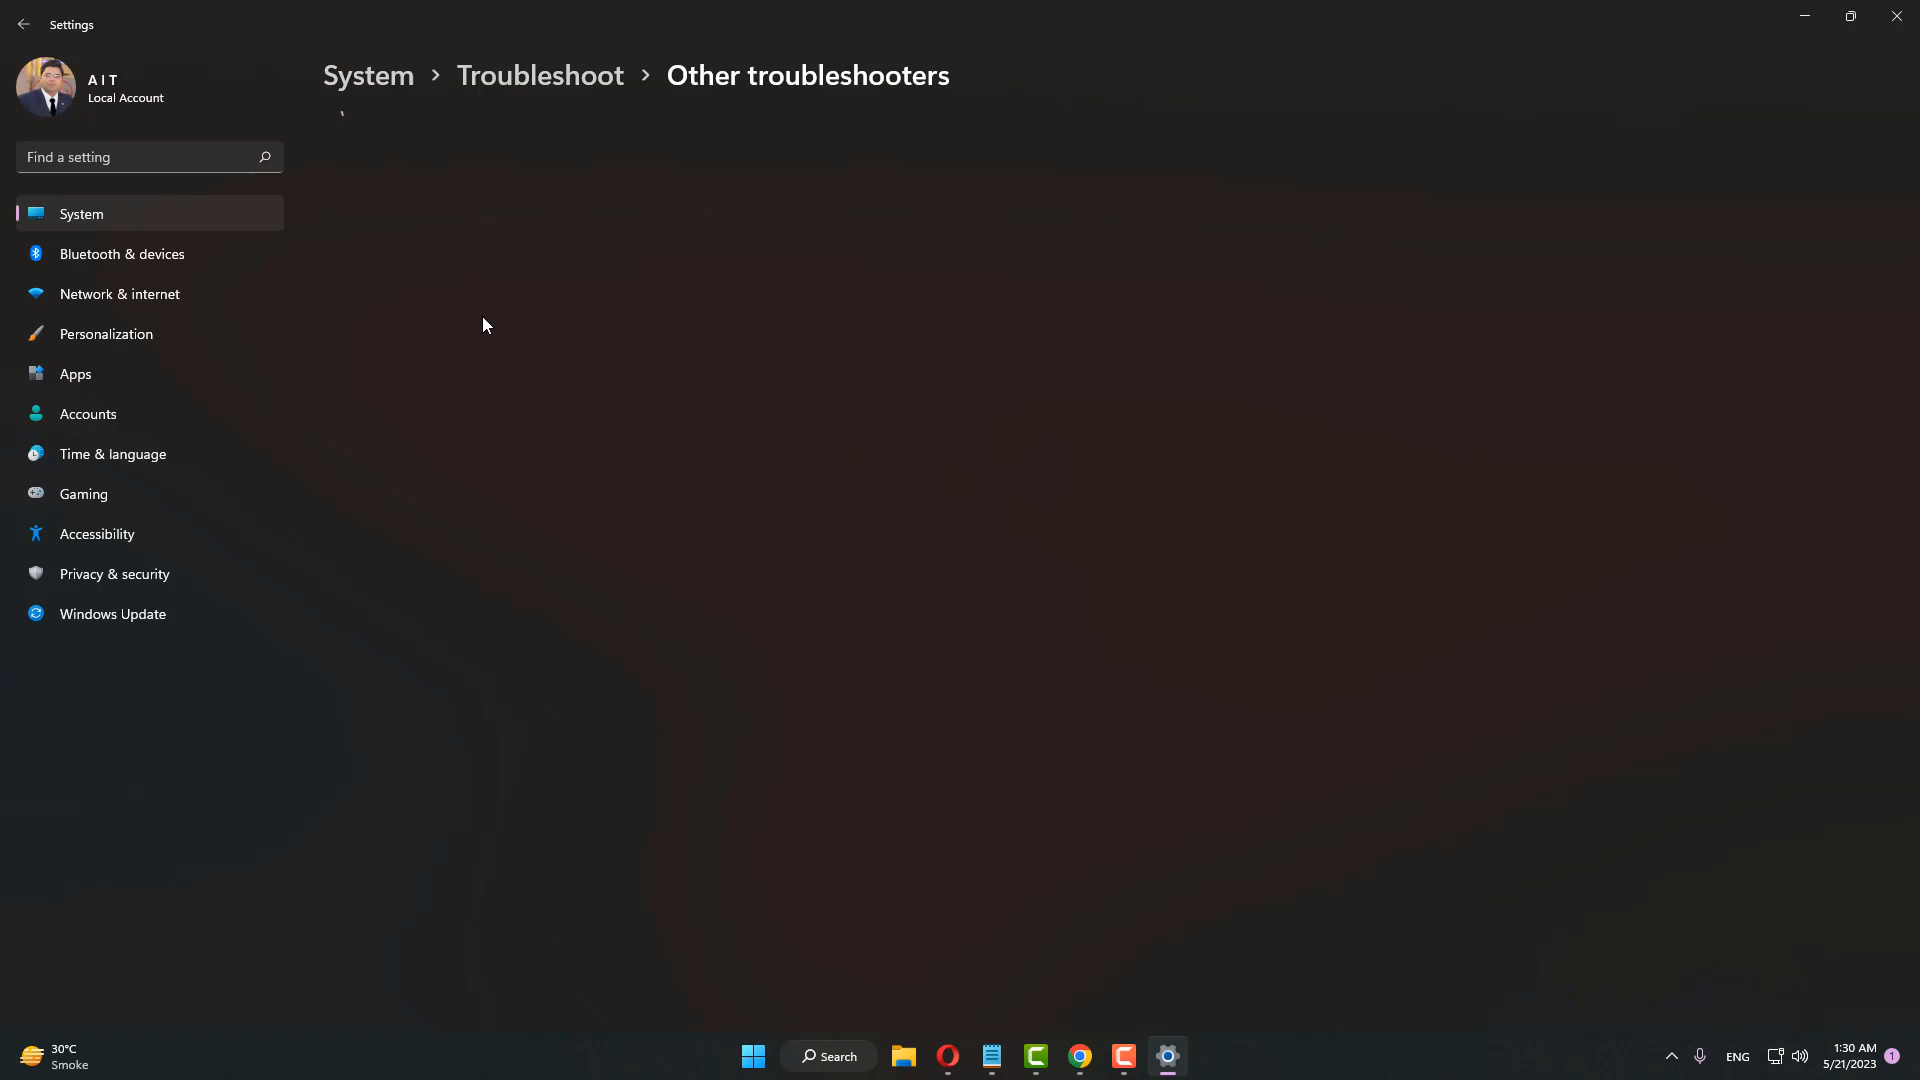 Settings
System > Troubleshoot > Other troubleshooters
A I T
Local Account
Find a setting
System
Bluetooth & devices
Network & internet
Personalization
Apps
Accounts
Time & language
Gaming
Accessibility
Privacy & security
Windows Update
30°C
Smoke
Search
ENG
1:30 AM
5/21/2023
1